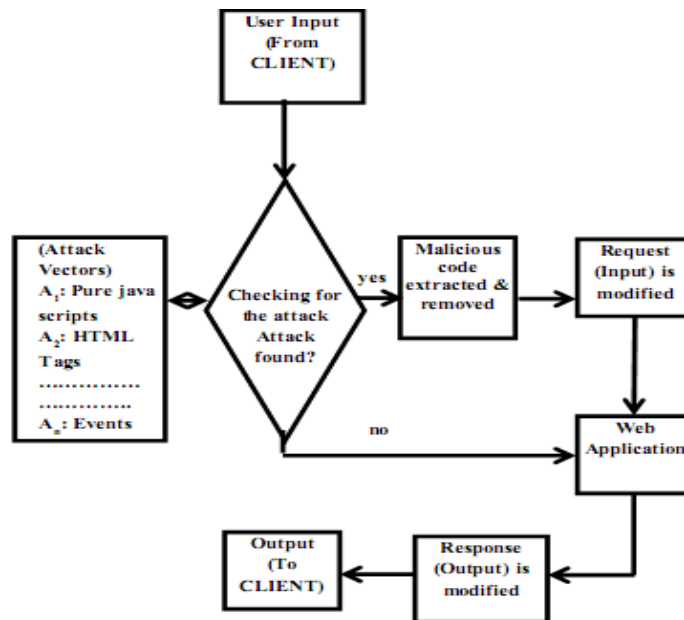 User Input
(From
CLIENT)
(Attack
Vectors)
A₁: Pure java
scripts
A₂: HTML
Tags
................
..............
Aₙ: Events
Checking for
the attack
Attack
found?
yes
Malicious
code
extracted &
removed
Request
(Input) is
modified
no
Web
Application
Response
(Output) is
modified
Output
(To
CLIENT)